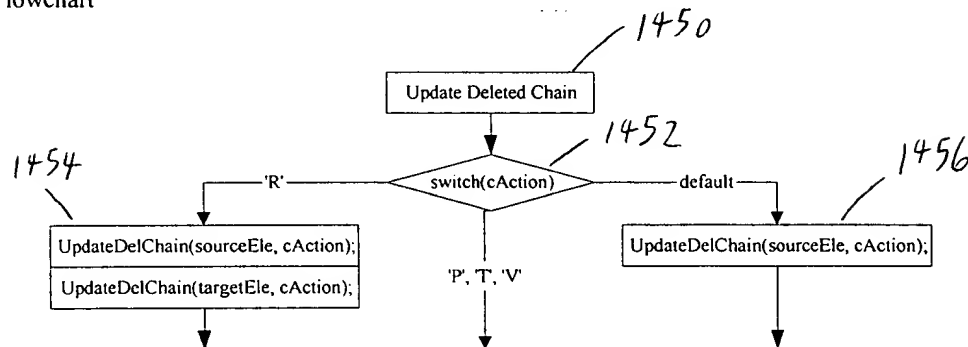 lowchart
1450
Update Deleted Chain
1452
1454
1456
'R'
switch(cAction)
default
UpdateDelChain(sourceEle, cAction);
UpdateDelChain(sourceEle, cAction);
UpdateDelChain(targetEle, cAction);
'P', 'T', 'V'